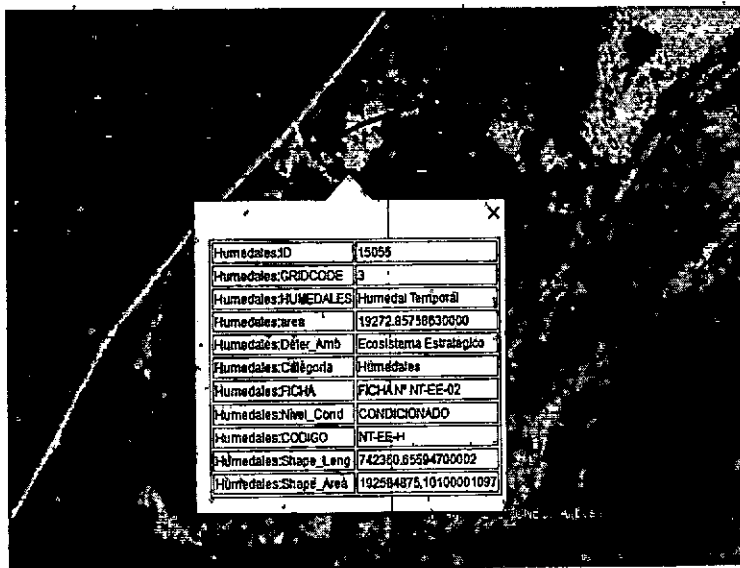 ×
Humedales:ID 15055
Humedales:GRIDCODE 3
Humedales:HUMEDALES Humedal Temporal
Humedales:area 19272.85758630000
Humedales:Deter_Amb Ecosistema Estrategico
Humedales:Categoria Humedales
Humedales:FICHA FICHA Nº NT-EE-02
Humedales:Nivel_Cond CONDICIONADO
Humedales:CODIGO NT-EE-H
Humedales:Shape_Leng 742360.65594700002
Humedales:Shape_Area 192584875.10100001097